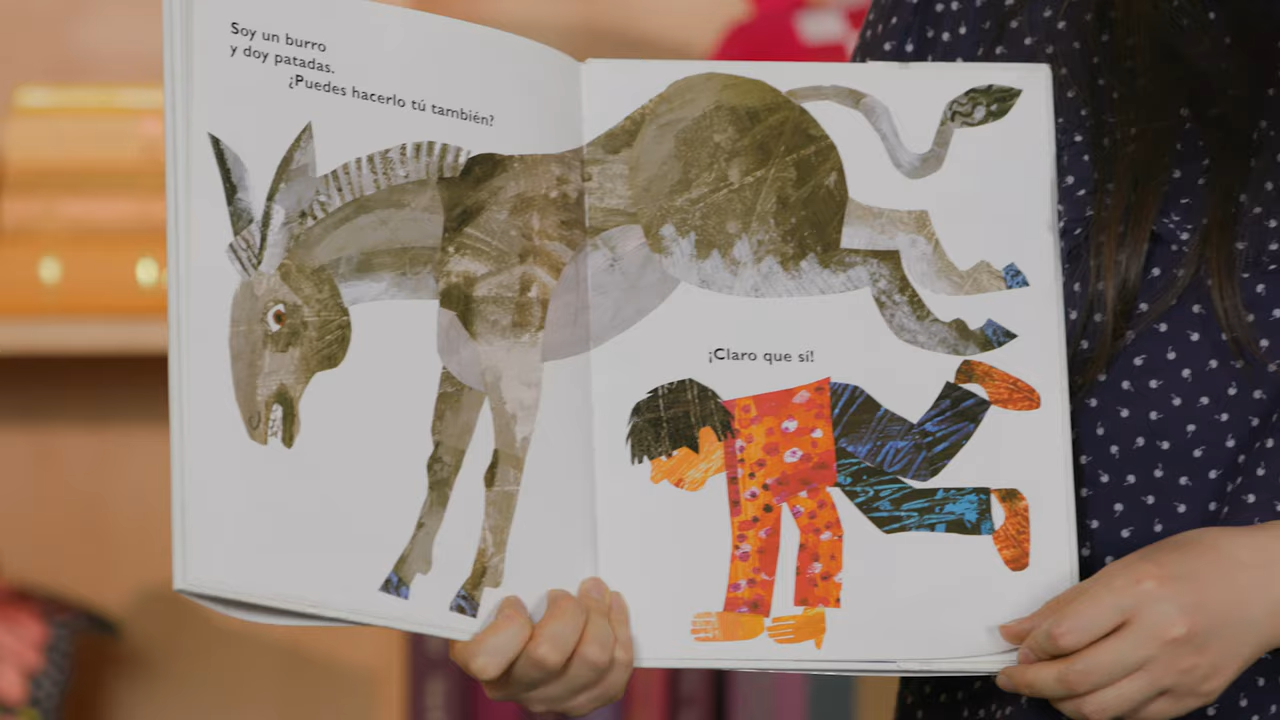 Soy un burro
y doy patadas.
¿Puedes hacerlo tú también?
¡Claro que sí!